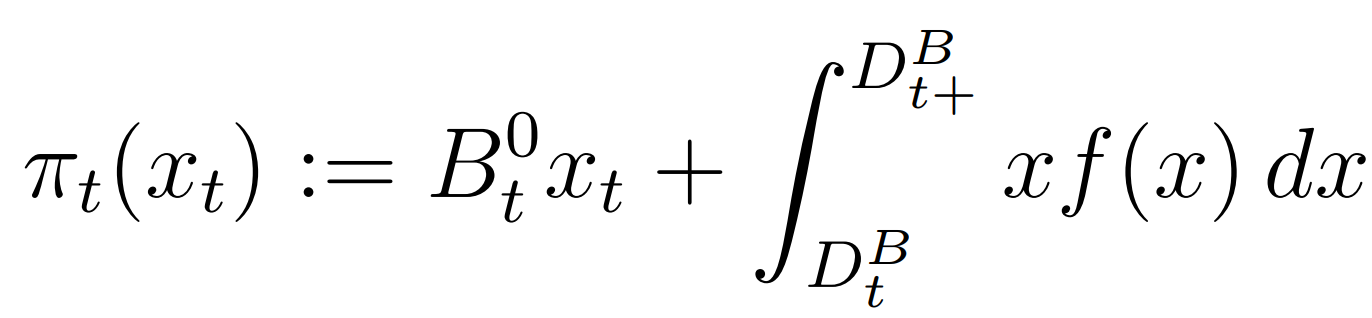 π_t(x_t) := B_t^0 x_t + ∫_{D_t^B}^{D_{t+}^B} x f(x) dx